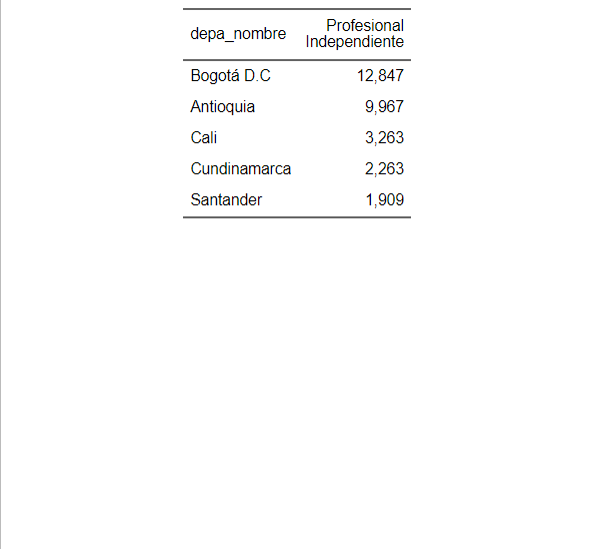 depa_nombre Profesional
Independiente
Bogotá D.C 12,847
Antioquia 9,967
Cali 3,263
Cundinamarca 2,263
Santander 1,909